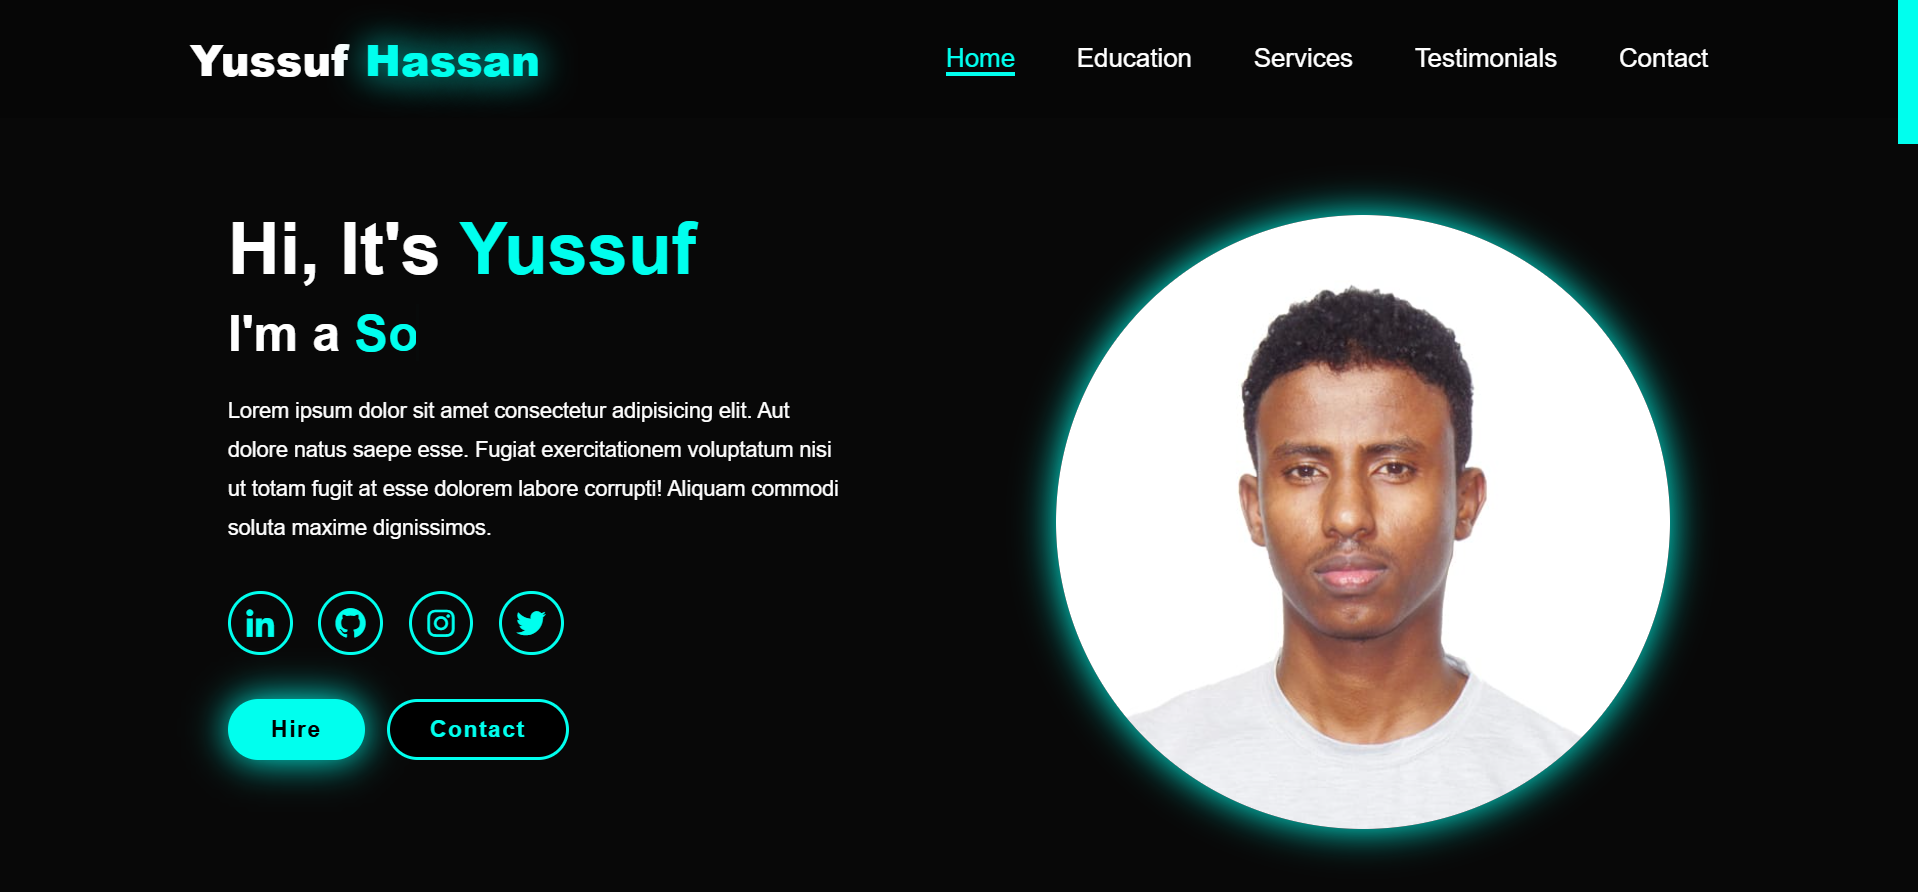 Yussuf Hassan
Home Education Services Testimonials Contact
Hi, It's Yussuf
I'm a So
Lorem ipsum dolor sit amet consectetur adipisicing elit. Aut
dolore natus saepe esse. Fugiat exercitationem voluptatum nisi
ut totam fugit at esse dolorem labore corrupti! Aliquam commodi
soluta maxime dignissimos.
Hire Contact